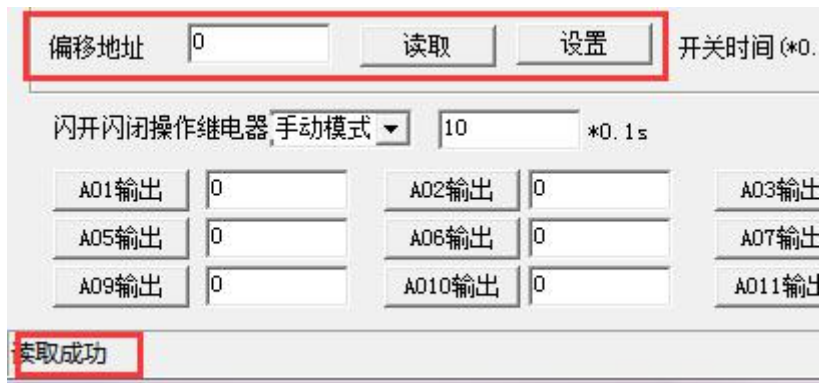 偏移地址 0 读取 设置 开关时间(*0.
闪开闪闭操作继电器 手动模式 10 *0.1s
A01输出 0 A02输出 0 A03输出
A05输出 0 A06输出 0 A07输出
A09输出 0 A010输出 0 A011输出
读取成功